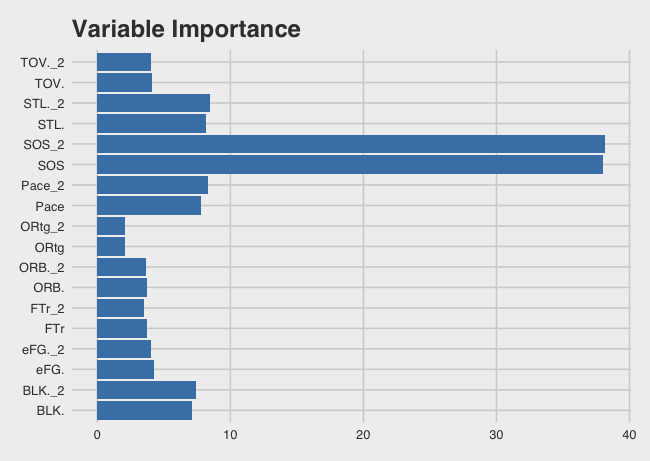 Variable Importance
TOV._2
TOV.
STL._2
STL.
SOS_2
SOS
Pace_2
Pace
ORtg_2
ORtg
ORB._2
ORB.
FTr_2
FTr
eFG._2
eFG.
BLK._2
BLK.
0 10 20 30 40